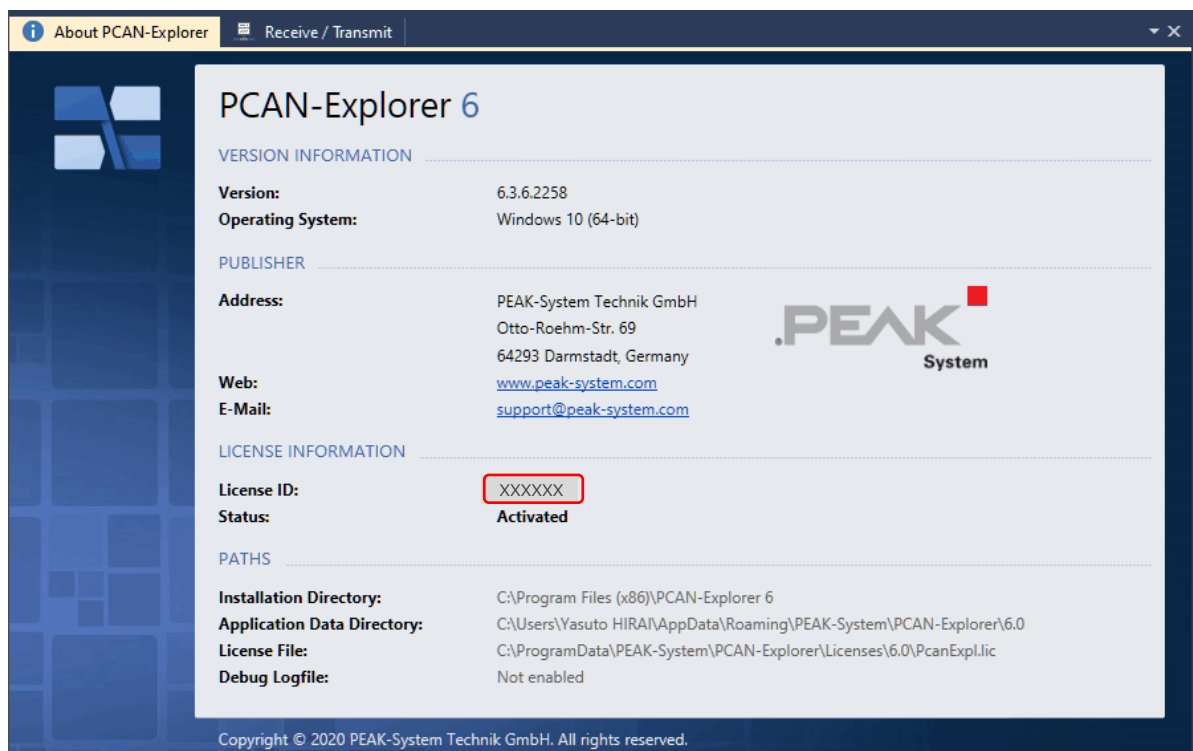 About PCAN-Explorer Receive / Transmit
PCAN-Explorer 6
VERSION INFORMATION
Version: 6.3.6.2258
Operating System: Windows 10 (64-bit)
PUBLISHER
Address: PEAK-System Technik GmbH
Otto-Roehm-Str. 69
64293 Darmstadt, Germany
.PEAK
System
Web: www.peak-system.com
E-Mail: support@peak-system.com
LICENSE INFORMATION
License ID: XXXXXX
Status: Activated
PATHS
Installation Directory: C:\Program Files (x86)\PCAN-Explorer 6
Application Data Directory: C:\Users\Yasuto HIRAI\AppData\Roaming\PEAK-System\PCAN-Explorer\6.0
License File: C:\ProgramData\PEAK-System\PCAN-Explorer\Licenses\6.0\PcanExpl.lic
Debug Logfile: Not enabled
Copyright © 2020 PEAK-System Technik GmbH. All rights reserved.